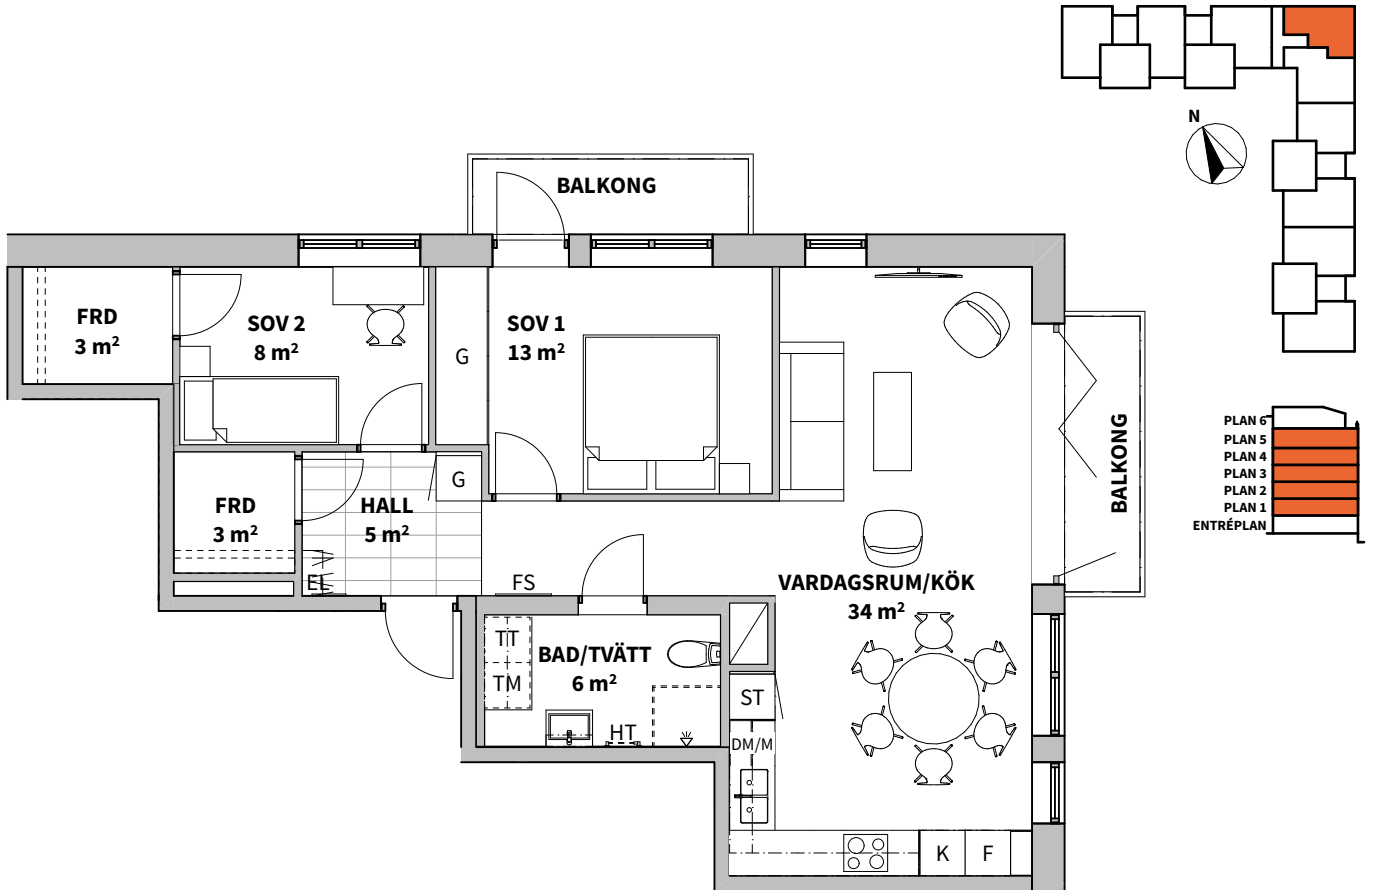 N
BALKONG
FRD
3 m²
SOV 2
8 m²
G
SOV 1
13 m²
BALKONG
G
FRD
3 m²
HALL
5 m²
EL
FS
VARDAGSRUM/KÖK
34 m²
TT
TM
BAD/TVÄTT
6 m²
HT
ST
DM/M
K
F
PLAN 6
PLAN 5
PLAN 4
PLAN 3
PLAN 2
PLAN 1
ENTRÉPLAN